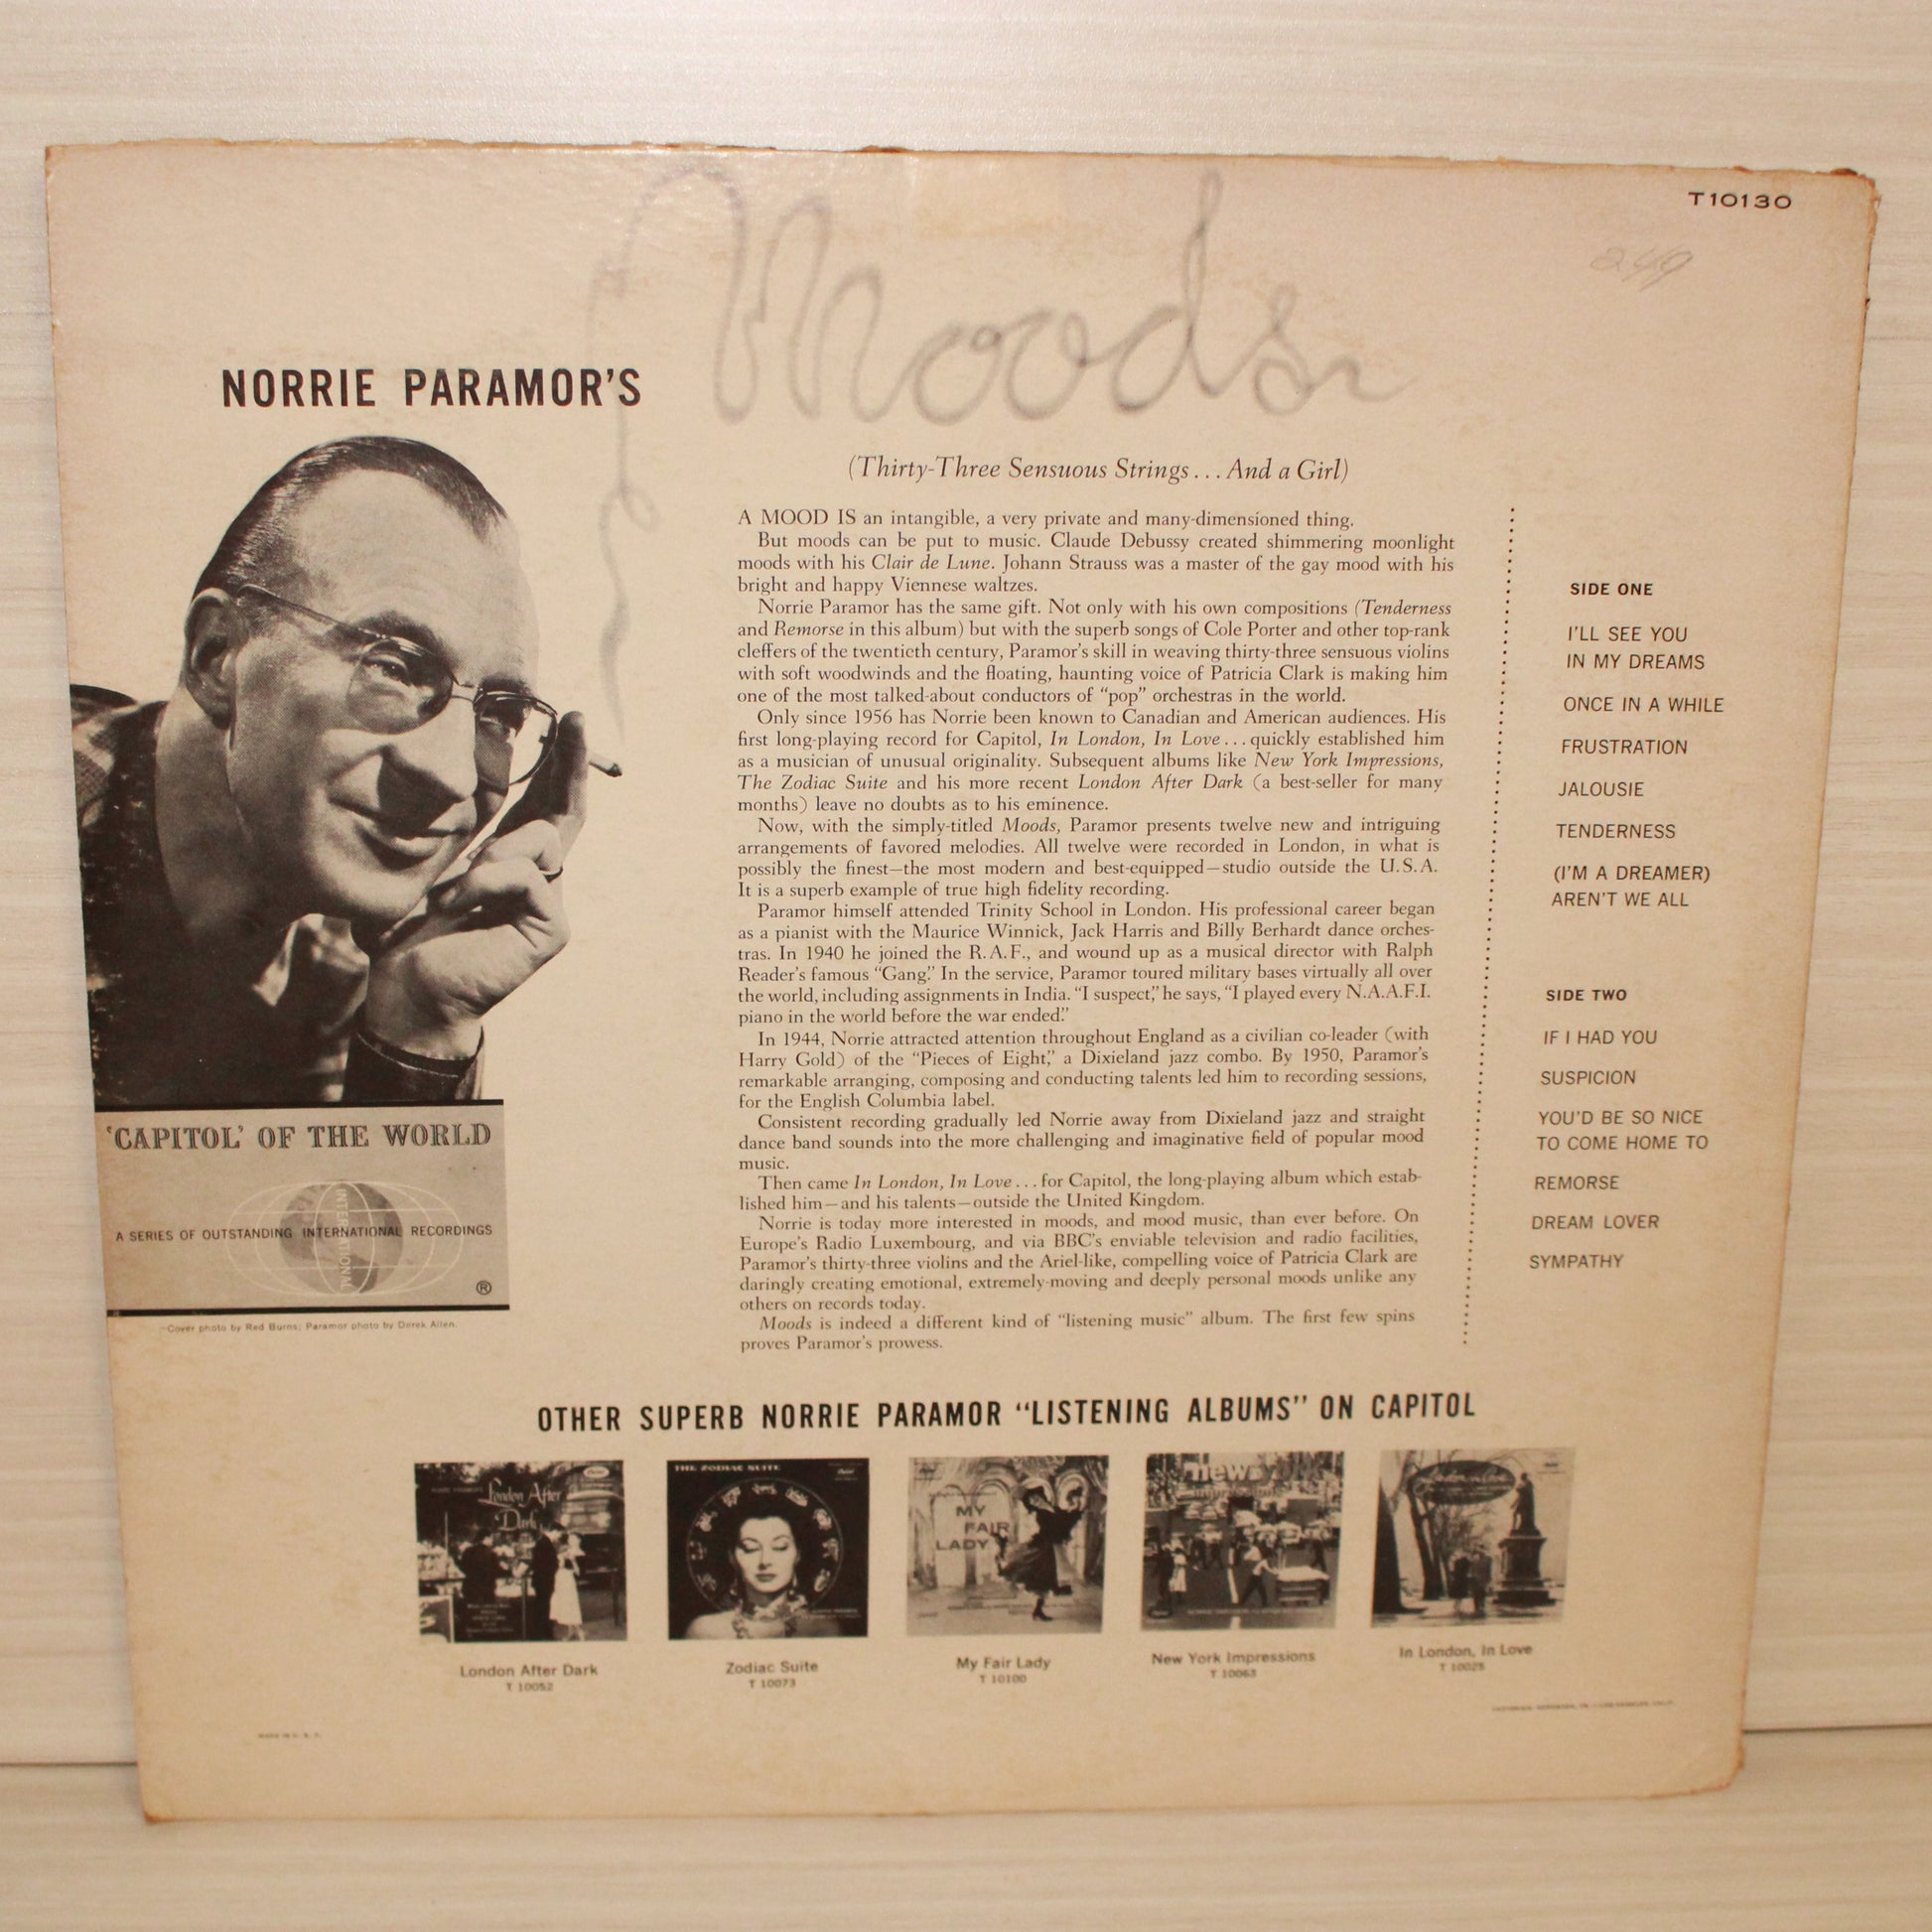 T10130
249
NORRIE PARAMOR'S
Moods
(Thirty-Three Sensuous Strings... And a Girl)
A MOOD IS an intangible, a very private and many-dimensioned thing.
But moods can be put to music. Claude Debussy created shimmering moonlight
moods with his Clair de Lune. Johann Strauss was a master of the gay mood with his
bright and happy Viennese waltzes.
Norrie Paramor has the same gift. Not only with his own compositions (Tenderness
and Remorse in this album) but with the superb songs of Cole Porter and other top-rank
cleffers of the twentieth century, Paramor's skill in weaving thirty-three sensuous violins
with soft woodwinds and the floating, haunting voice of Patricia Clark is making him
one of the most talked-about conductors of "pop" orchestras in the world.
Only since 1956 has Norrie been known to Canadian and American audiences. His
first long-playing record for Capitol, In London, In Love...quickly established him
as a musician of unusual originality. Subsequent albums like New York Impressions,
The Zodiac Suite and his more recent London After Dark (a best-seller for many
months) leave no doubts as to his eminence.
Now, with the simply-titled Moods, Paramor presents twelve new and intriguing
arrangements of favored melodies. All twelve were recorded in London, in what is
possibly the finest—the most modern and best-equipped—studio outside the U.S.A.
It is a superb example of true high fidelity recording.
Paramor himself attended Trinity School in London. His professional career began
as a pianist with the Maurice Winnick, Jack Harris and Billy Berhardt dance orches-
tras. In 1940 he joined the R.A.F., and wound up as a musical director with Ralph
Reader's famous "Gang." In the service, Paramor toured military bases virtually all over
the world, including assignments in India. "I suspect," he says, "I played every N.A.A.F.I.
piano in the world before the war ended."
In 1944, Norrie attracted attention throughout England as a civilian co-leader (with
Harry Gold) of the "Pieces of Eight," a Dixieland jazz combo. By 1950, Paramor's
remarkable arranging, composing and conducting talents led him to recording sessions,
for the English Columbia label.
Consistent recording gradually led Norrie away from Dixieland jazz and straight
dance band sounds into the more challenging and imaginative field of popular mood
music.
Then came In London, In Love...for Capitol, the long-playing album which estab-
lished him—and his talents—outside the United Kingdom.
Norrie is today more interested in moods, and mood music, than ever before. On
Europe's Radio Luxembourg, and via BBC's enviable television and radio facilities,
Paramor's thirty-three violins and the Ariel-like, compelling voice of Patricia Clark are
daringly creating emotional, extremely-moving and deeply personal moods unlike any
others on records today.
Moods is indeed a different kind of "listening music" album. The first few spins
proves Paramor's prowess.
SIDE ONE
I'LL SEE YOU
IN MY DREAMS
ONCE IN A WHILE
FRUSTRATION
JALOUSIE
TENDERNESS
(I'M A DREAMER)
AREN'T WE ALL
SIDE TWO
IF I HAD YOU
SUSPICION
YOU'D BE SO NICE
TO COME HOME TO
REMORSE
DREAM LOVER
SYMPATHY
'CAPITOL' OF THE WORLD
A SERIES OF OUTSTANDING INTERNATIONAL RECORDINGS
INTERNATIONAL
®
Cover photo by Red Burns; Paramor photo by Derek Allen.
OTHER SUPERB NORRIE PARAMOR "LISTENING ALBUMS" ON CAPITOL
London After
Dark
THE ZODIAC SUITE
MY
FAIR
LADY
new york
London After Dark
T 10052
Zodiac Suite
T 10073
My Fair Lady
T 10100
New York Impressions
T 10063
In London, In Love
T 10025